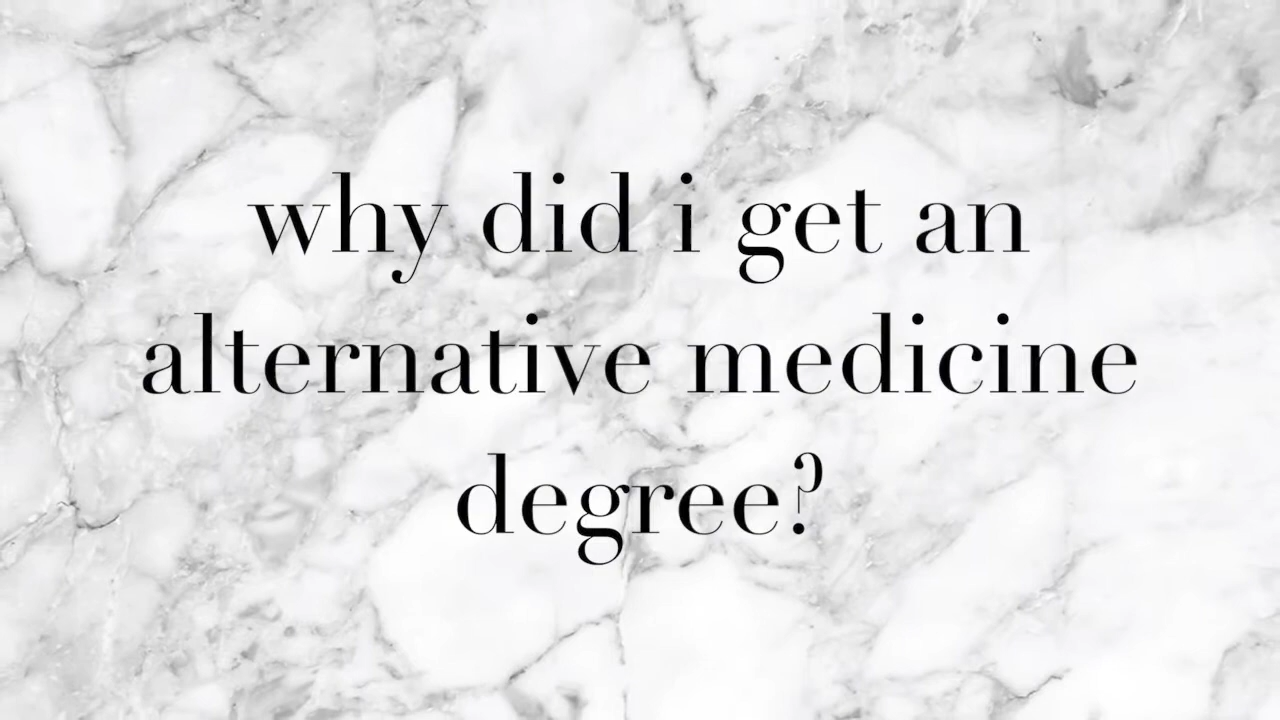 why did i get an
alternative medicine
degree?